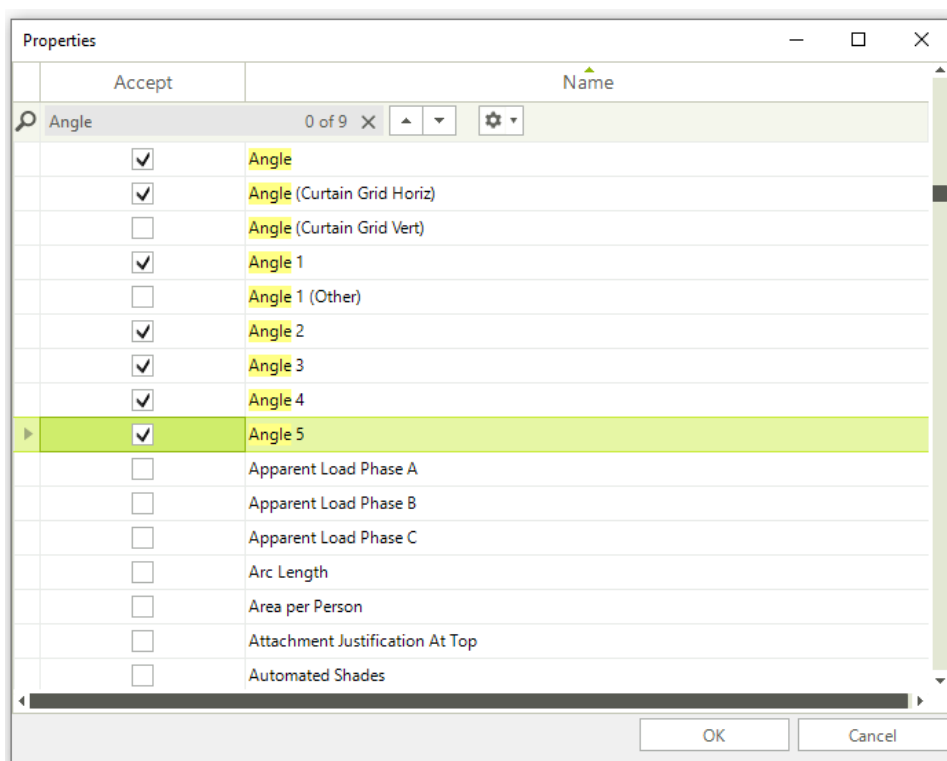 Properties
Accept Name
Angle 0 of 9
Angle
Angle (Curtain Grid Horiz)
Angle (Curtain Grid Vert)
Angle 1
Angle 1 (Other)
Angle 2
Angle 3
Angle 4
Angle 5
Apparent Load Phase A
Apparent Load Phase B
Apparent Load Phase C
Arc Length
Area per Person
Attachment Justification At Top
Automated Shades
OK Cancel